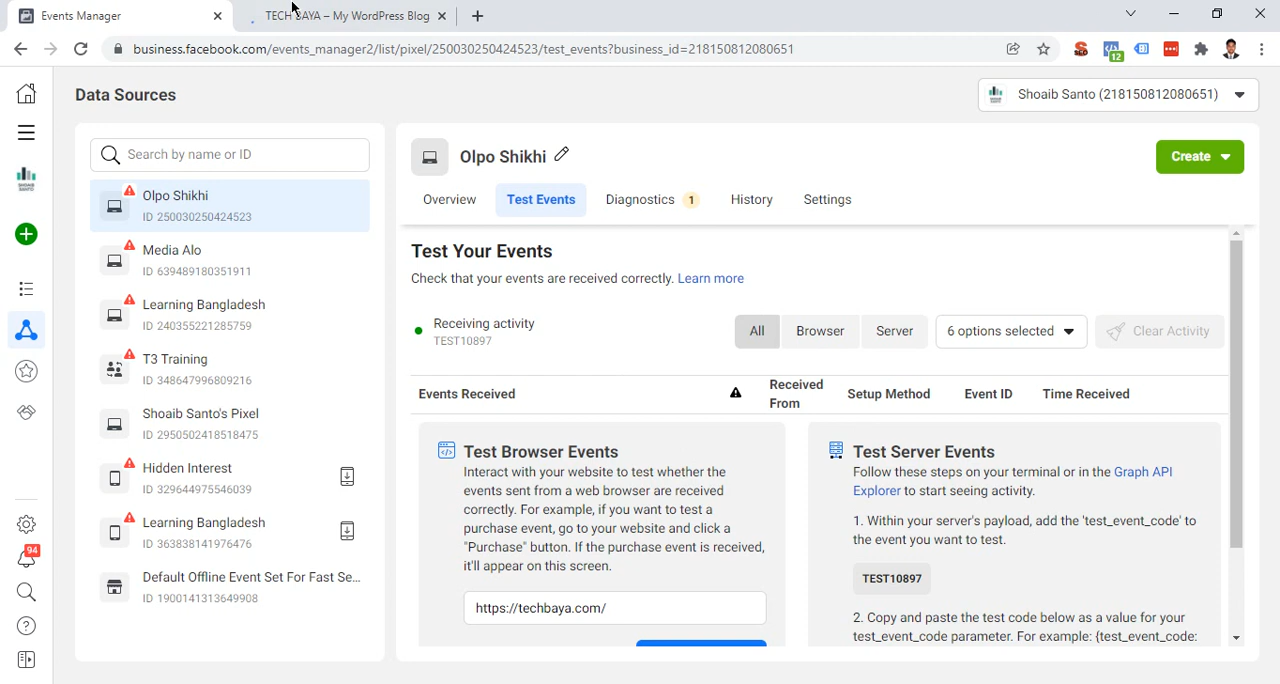 Events Manager
TECH BAYA – My WordPress Blog
business.facebook.com/events_manager2/list/pixel/250030250424523/test_events?business_id=218150812080651
12
Data Sources
Shoaib Santo (218150812080651)
Search by name or ID
Olpo Shikhi
ID 250030250424523
Media Alo
ID 639489180351911
Learning Bangladesh
ID 240355221285759
T3 Training
ID 348647996809216
Shoaib Santo's Pixel
ID 2950502418518475
Hidden Interest
ID 329644975546039
Learning Bangladesh
ID 363838141976476
Default Offline Event Set For Fast Se...
ID 1900141313649908
94
Olpo Shikhi
Create
Overview
Test Events
Diagnostics 1
History
Settings
Test Your Events
Check that your events are received correctly. Learn more
Receiving activity
TEST10897
All
Browser
Server
6 options selected
Clear Activity
Events Received
Received
From
Setup Method
Event ID
Time Received
Test Browser Events
Interact with your website to test whether the
events sent from a web browser are received
correctly. For example, if you want to test a
purchase event, go to your website and click a
"Purchase" button. If the purchase event is received,
it'll appear on this screen.
https://techbaya.com/
Test Server Events
Follow these steps on your terminal or in the Graph API
Explorer to start seeing activity.
1. Within your server's payload, add the 'test_event_code' to
the event you want to test.
TEST10897
2. Copy and paste the test code below as a value for your
test_event_code parameter. For example: {test_event_code: